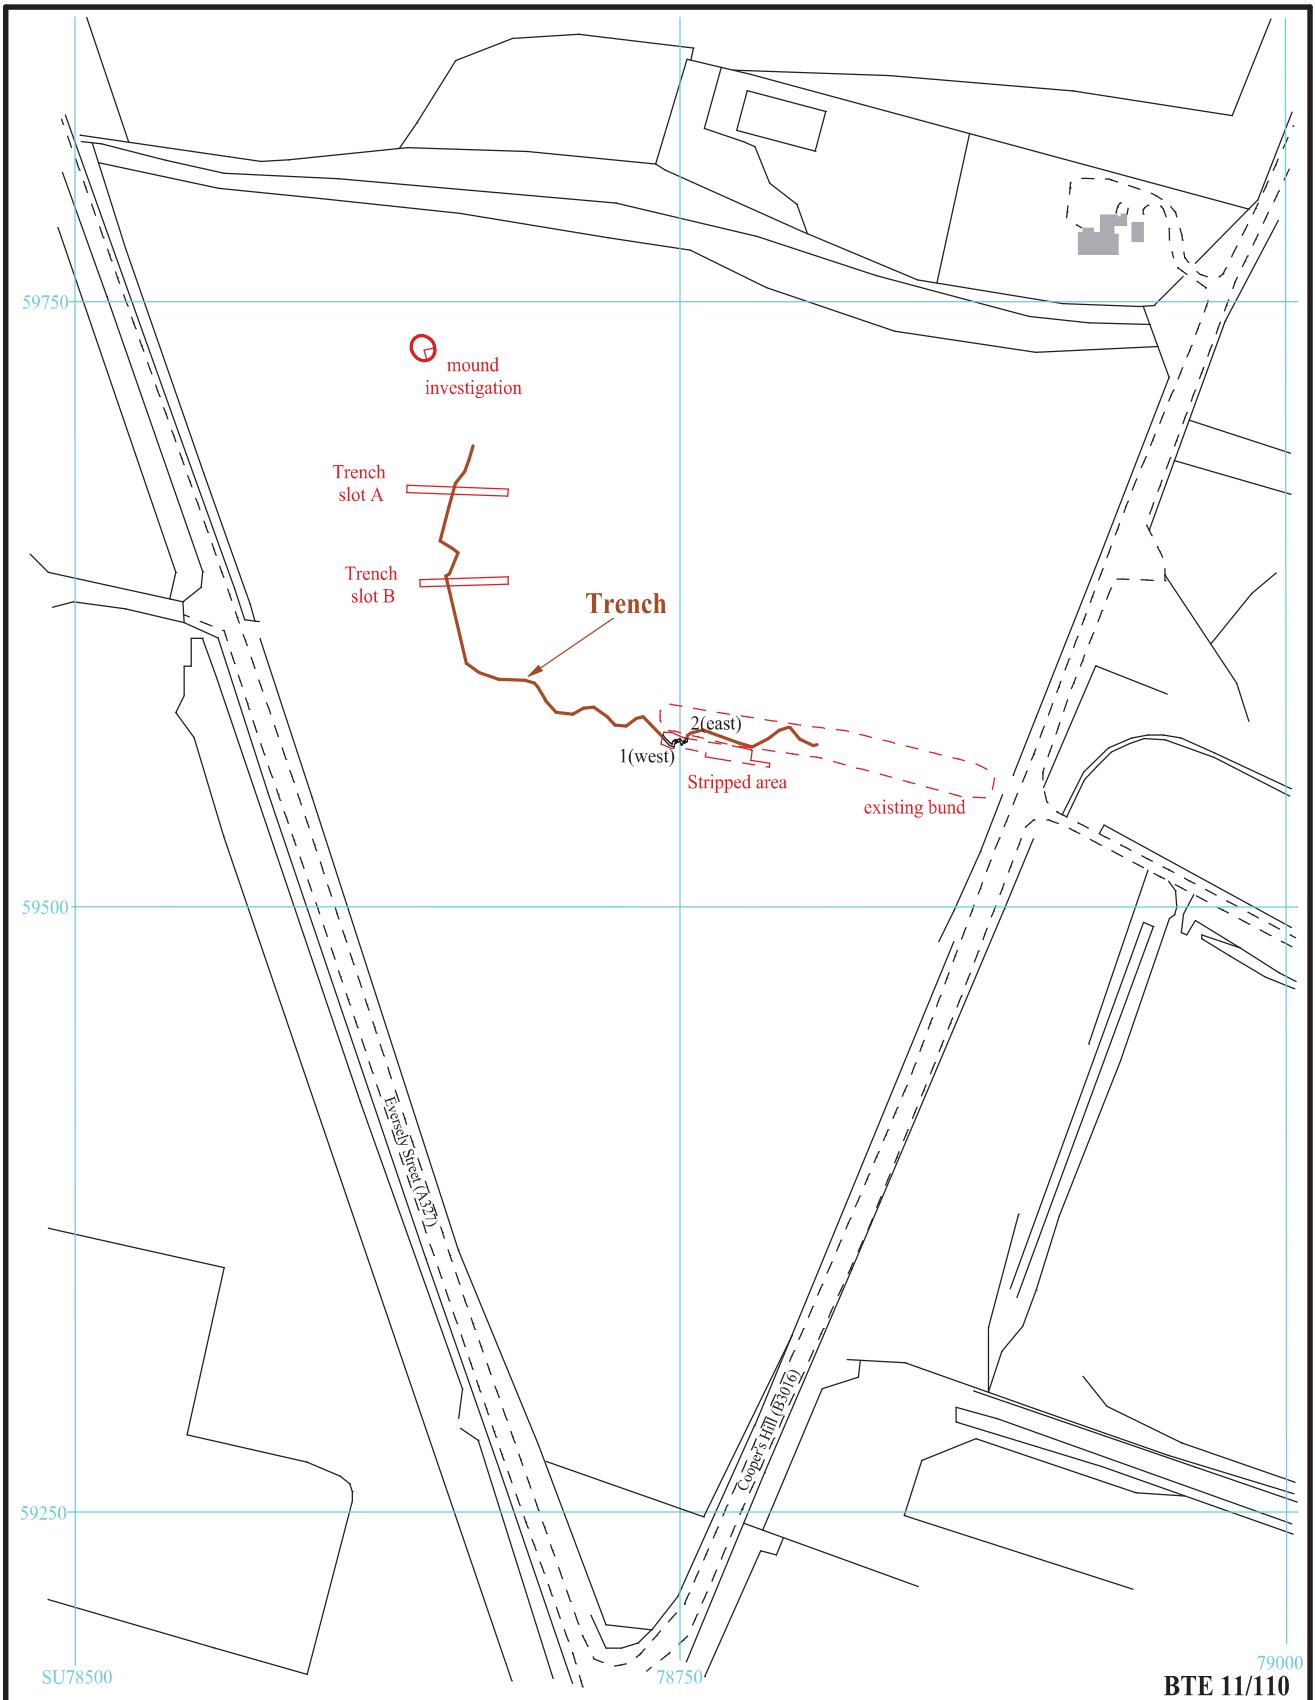 59750
mound
investigation
Trench
slot A
Trench
slot B
Trench
2(east)
1(west)
Stripped area
existing bund
59500
Eversely Street (A327)
Cooper's Hill (B3016)
59250
SU78500
78750
79000
BTE 11/110